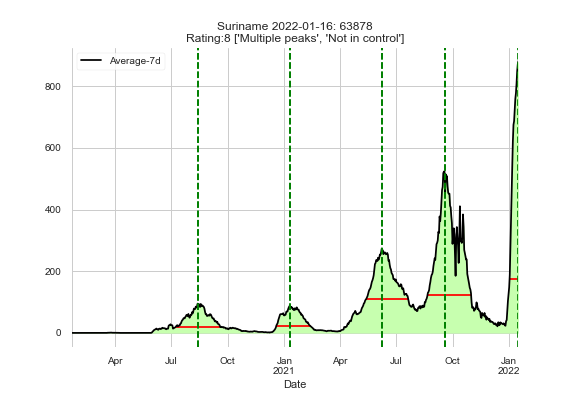 Suriname 2022-01-16: 63878
Rating:8 ['Multiple peaks', 'Not in control']
Average-7d
800
600
400
200
0
Apr Jul Oct Jan Apr Jul Oct Jan
2021 2022
Date